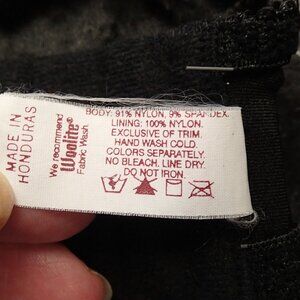 MADE IN
HONDURAS
We recommend
Woolite®
Fabric Wash.
BODY: 91% NYLON, 9% SPANDEX.
LINING: 100% NYLON.
EXCLUSIVE OF TRIM.
HAND WASH COLD.
COLORS SEPARATELY.
NO BLEACH. LINE DRY.
DO NOT IRON.